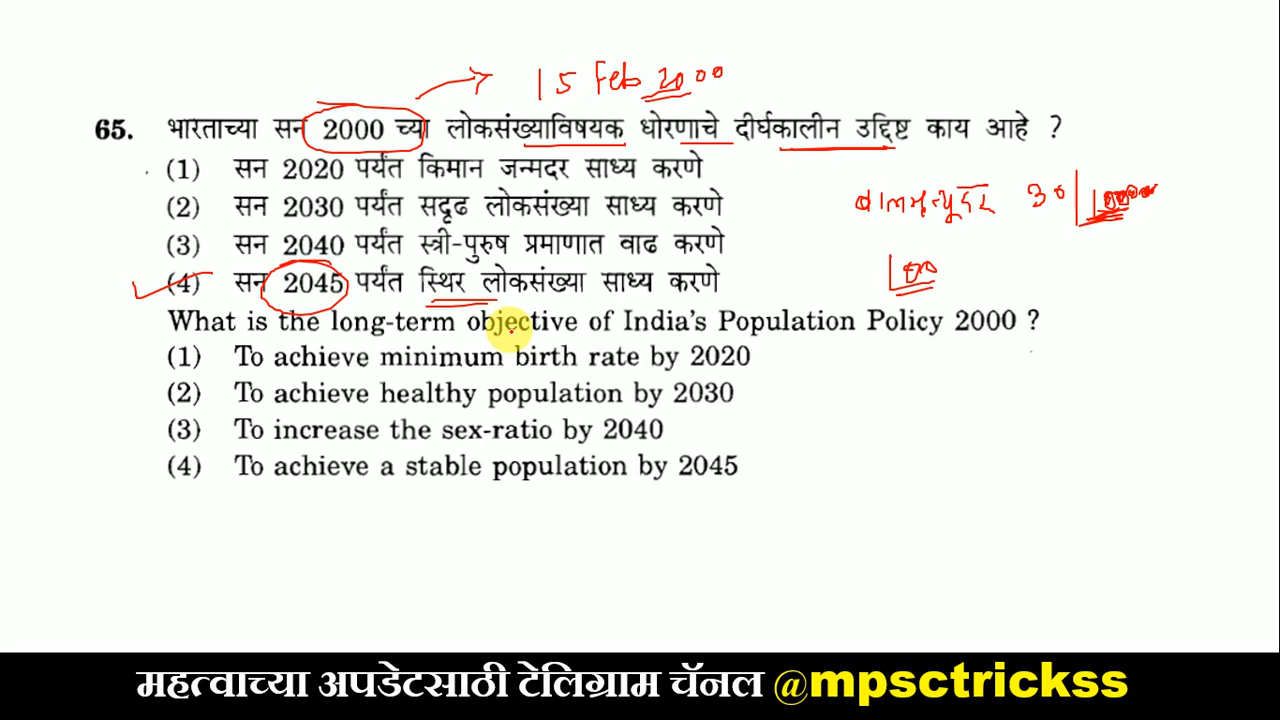 15 Feb 2000
65. भारताच्या सन 2000 च्या लोकसंख्याविषयक धोरणाचे दीर्घकालीन उद्दिष्ट काय आहे ?
(1) सन 2020 पर्यंत किमान जन्मदर साध्य करणे
(2) सन 2030 पर्यंत सदृढ लोकसंख्या साध्य करणे
बालमृत्यूदर 30
(3) सन 2040 पर्यंत स्त्री-पुरुष प्रमाणात वाढ करणे
(4) सन 2045 पर्यंत स्थिर लोकसंख्या साध्य करणे
100
What is the long-term objective of India's Population Policy 2000 ?
(1) To achieve minimum birth rate by 2020
(2) To achieve healthy population by 2030
(3) To increase the sex-ratio by 2040
(4) To achieve a stable population by 2045
महत्वाच्या अपडेटसाठी टेलिग्राम चॅनल @mpsctrickss